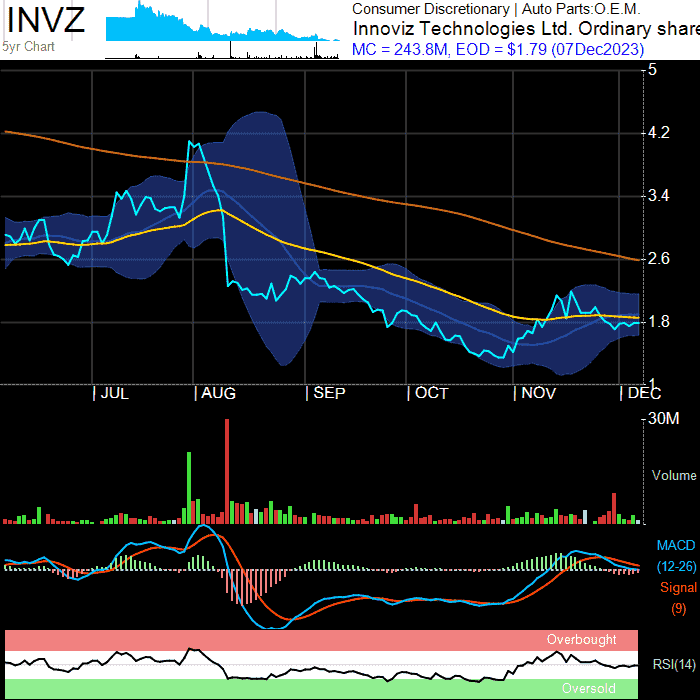 INVZ
5yr Chart
Consumer Discretionary | Auto Parts:O.E.M.
Innoviz Technologies Ltd. Ordinary share
MC = 243.8M, EOD = $1.79 (07Dec2023)
5
4.2
3.4
2.6
1.8
1
| JUL | AUG | SEP | OCT | NOV | DEC
30M
Volume
MACD
(12-26)
Signal
(9)
Overbought
RSI(14)
Oversold